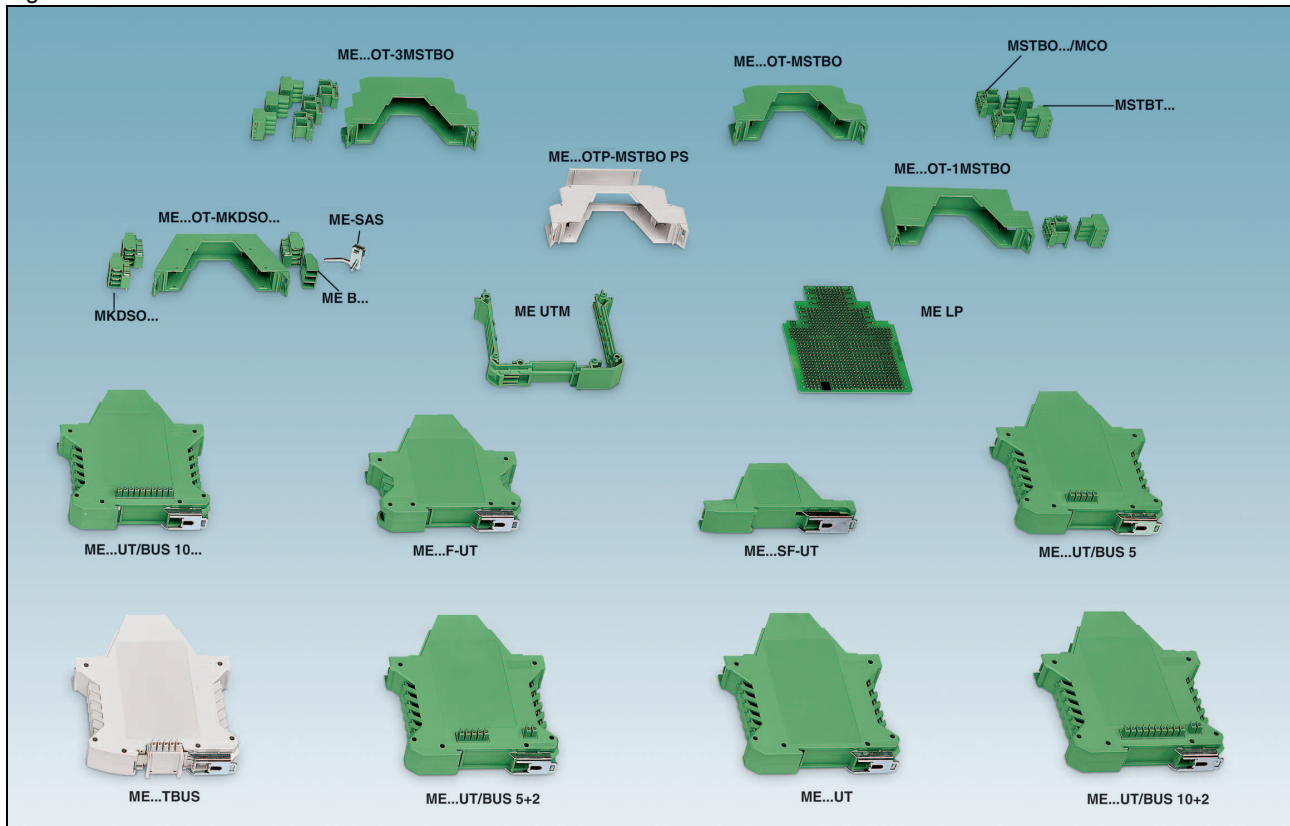 ME...OT-3MSTBO
ME...OT-MSTBO
MSTBO.../MCO
MSTBT...
ME...OTP-MSTBO PS
ME...OT-1MSTBO
ME...OT-MKDSO...
ME-SAS
ME B...
MKDSO...
ME UTM
ME LP
ME...UT/BUS 10...
ME...F-UT
ME...SF-UT
ME...UT/BUS 5
ME...TBUS
ME...UT/BUS 5+2
ME...UT
ME...UT/BUS 10+2